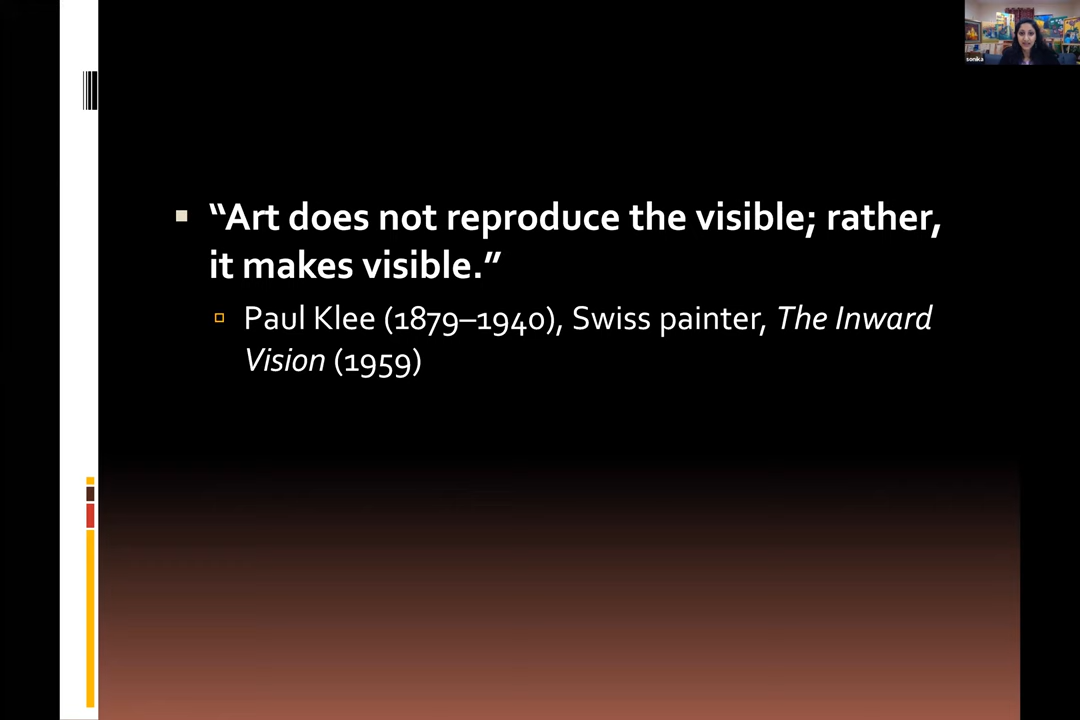 sonika
“Art does not reproduce the visible; rather,
it makes visible.”
Paul Klee (1879–1940), Swiss painter, The Inward
Vision (1959)